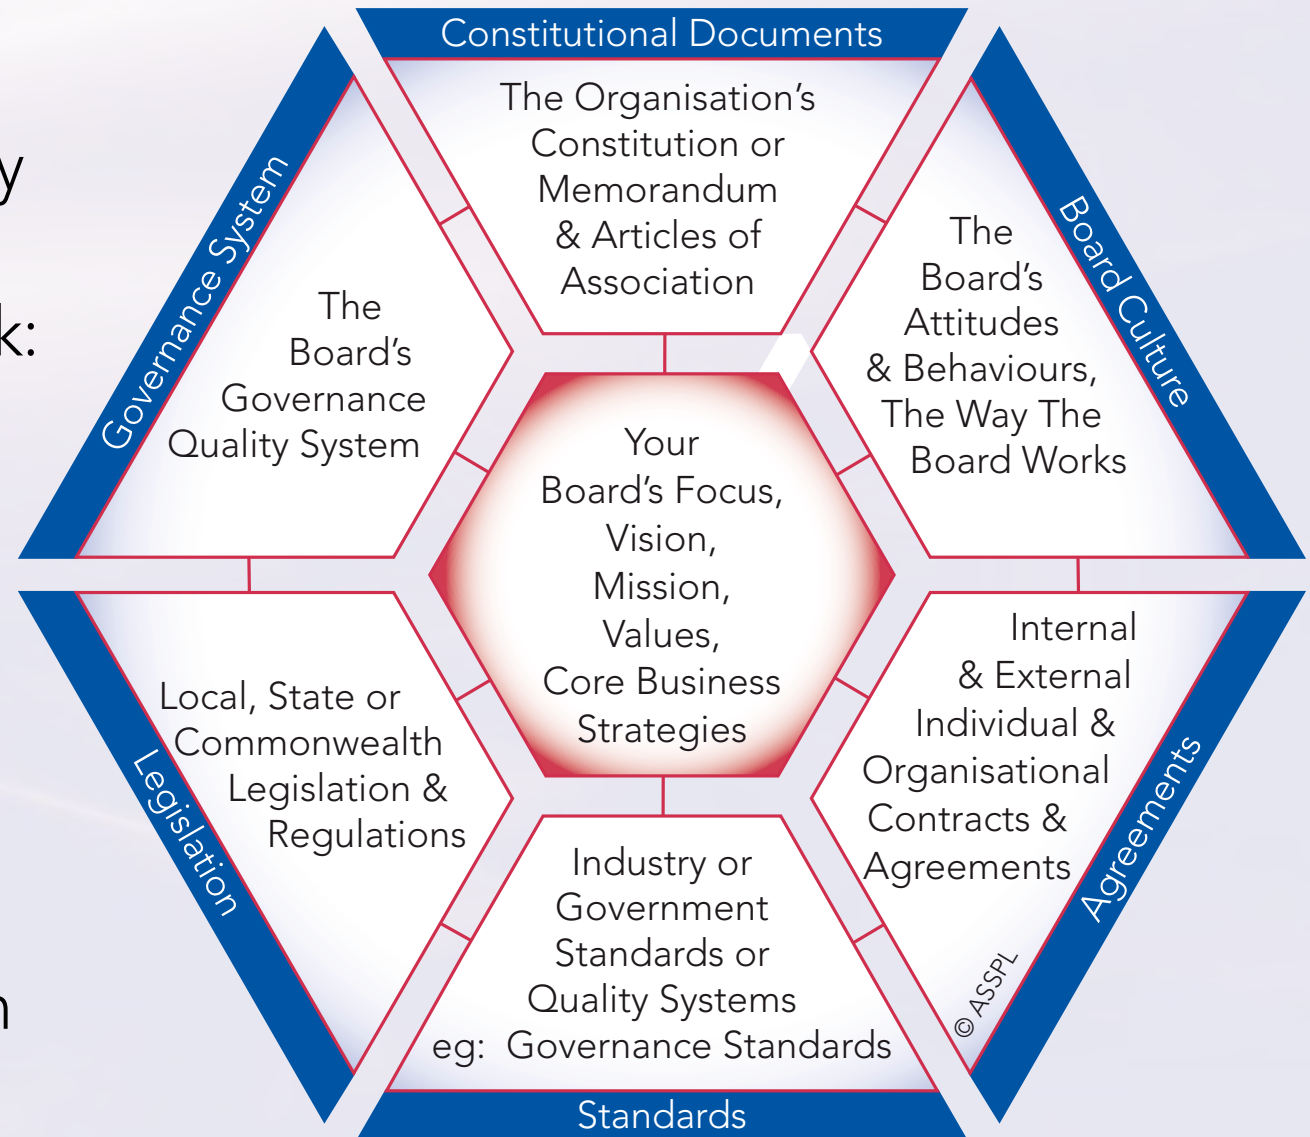 y
k:
n
Constitutional Documents
The Organisation's
Constitution or
Memorandum
& Articles of
Association
Governance System
The
Board's
Governance
Quality System
Board Culture
The
Board's
Attitudes
& Behaviours,
The Way The
Board Works
Your
Board's Focus,
Vision,
Mission,
Values,
Core Business
Strategies
Legislation
Local, State or
Commonwealth
Legislation &
Regulations
Internal
& External
Individual &
Organisational
Contracts &
Agreements
Agreements
© ASSPL
Industry or
Government
Standards or
Quality Systems
eg: Governance Standards
Standards